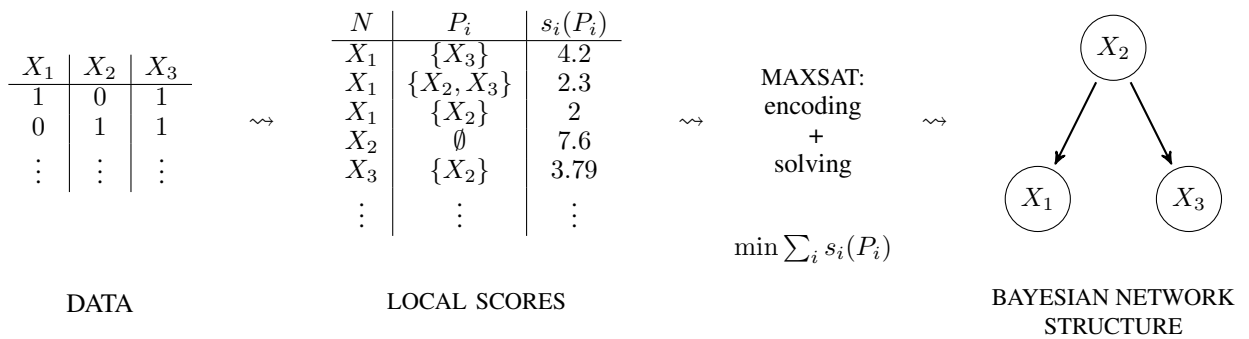 X₁ X₂ X₃
1 0 1
0 1 1
⋮ ⋮ ⋮
DATA
⇝
N Pᵢ sᵢ(Pᵢ)
X₁ {X₃} 4.2
X₁ {X₂, X₃} 2.3
X₁ {X₂} 2
X₂ ∅ 7.6
X₃ {X₂} 3.79
⋮ ⋮ ⋮
LOCAL SCORES
⇝
MAXSAT:
encoding
+
solving
min ∑ᵢ sᵢ(Pᵢ)
⇝
X₂
X₁ X₃
BAYESIAN NETWORK
STRUCTURE